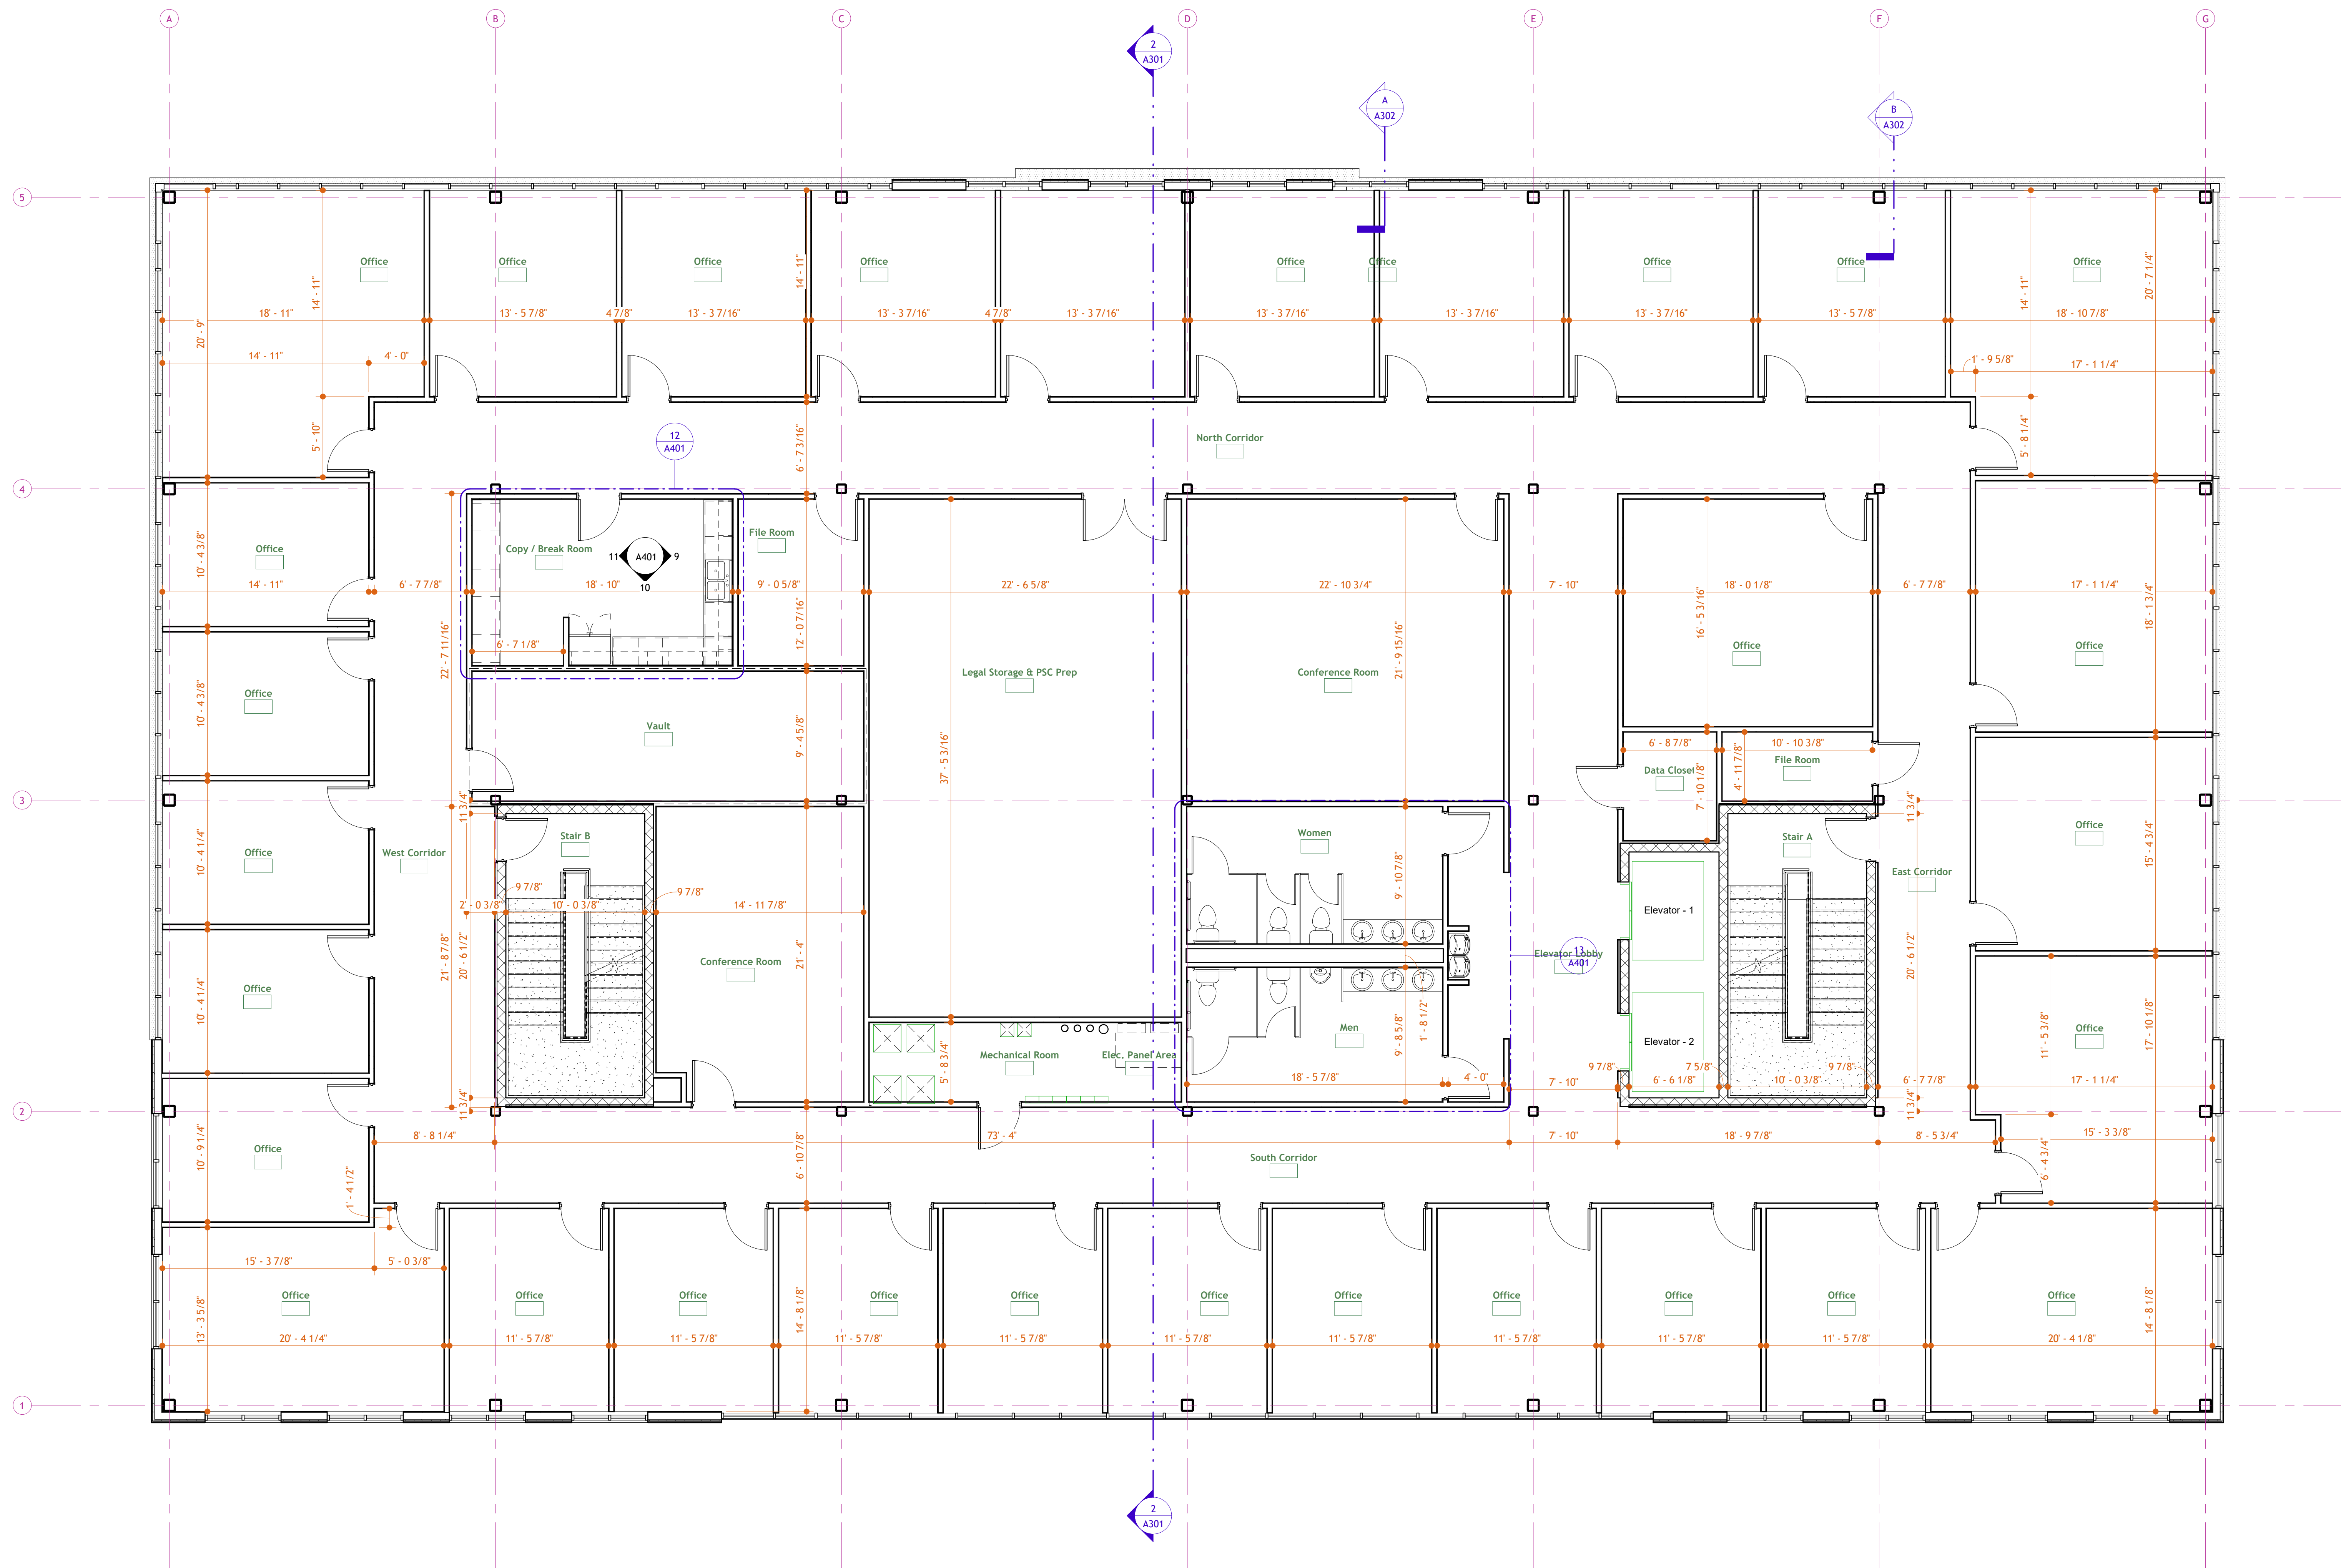 A B C D E F G
2
A301
A
A302
B
A302
5
Office Office Office Office Office Office Office Office Office
14' - 11" 14' - 11" 14' - 11" 20' - 7 1/4"
20' - 9"
18' - 11" 13' - 5 7/8" 4 7/8" 13' - 3 7/16" 13' - 3 7/16" 4 7/8" 13' - 3 7/16" 13' - 3 7/16" 13' - 3 7/16" 13' - 3 7/16" 13' - 5 7/8" 18' - 10 7/8"
14' - 11" 4' - 0" 1' - 9 5/8" 17' - 1 1/4"
5' - 10" 6' - 7 3/16" North Corridor 5' - 8 1/4"
12
A401
4
File Room
Copy / Break Room
11 A401 9
10
Office
10' - 4 3/8"
14' - 11" 6' - 7 7/8" 18' - 10" 9' - 0 5/8" 22' - 6 5/8" 22' - 10 3/4" 7' - 10" 18' - 0 1/8" 6' - 7 7/8" 17' - 1 1/4"
12' - 0 7/16" 16' - 5 3/16" 18' - 1 3/4"
22' - 7 11/16" 6' - 7 1/8" 21' - 9 15/16"
Office Office
Legal Storage & PSC Prep Conference Room
Office
10' - 4 3/8"
Vault
9' - 4 5/8" 37' - 5 3/16"
6' - 8 7/8" 10' - 10 3/8"
Data Closet File Room
7' - 10 1/8" 4' - 11 7/8"
3
11 3/4" 11 3/4"
Stair B Women Stair A
Office
Office West Corridor
10' - 4 1/4" 15' - 4 3/4"
East Corridor
9 7/8" 9 7/8" 9' - 10 7/8"
2' - 0 3/8" 10' - 0 3/8" 14' - 11 7/8"
Elevator - 1
21' - 8 7/8" 20' - 6 1/2" 21' - 4" 20' - 6 1/2"
Conference Room
13
A401
Elevator Lobby
Office
10' - 4 1/4"
Men
9' - 8 5/8" 1' - 8 1/2"
Elevator - 2
Office
11' - 5 3/8" 17' - 10 1/8"
Mechanical Room Elec. Panel Area
5' - 8 3/4"
9 7/8" 7 5/8" 9 7/8"
18' - 5 7/8" 4' - 0" 7' - 10" 6' - 6 1/8" 10' - 0 3/8" 6' - 7 7/8" 17' - 1 1/4"
11 3/4" 11 3/4"
2
8' - 8 1/4" 73' - 4" 7' - 10" 18' - 9 7/8" 8' - 5 3/4" 15' - 3 3/8"
Office
10' - 9 1/4" 6' - 10 7/8" South Corridor 6' - 4 3/4"
1' - 4 1/2"
15' - 3 7/8" 5' - 0 3/8"
Office Office Office Office Office Office Office Office Office Office Office
13' - 3 5/8" 14' - 8 1/8" 14' - 8 1/8"
20' - 4 1/4" 11' - 5 7/8" 11' - 5 7/8" 11' - 5 7/8" 11' - 5 7/8" 11' - 5 7/8" 11' - 5 7/8" 11' - 5 7/8" 11' - 5 7/8" 11' - 5 7/8" 20' - 4 1/8"
1
2
A301